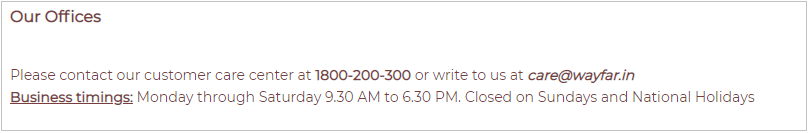 Our Offices
Please contact our customer care center at 1800-200-300 or write to us at care@wayfar.in
Business timings: Monday through Saturday 9.30 AM to 6.30 PM. Closed on Sundays and National Holidays